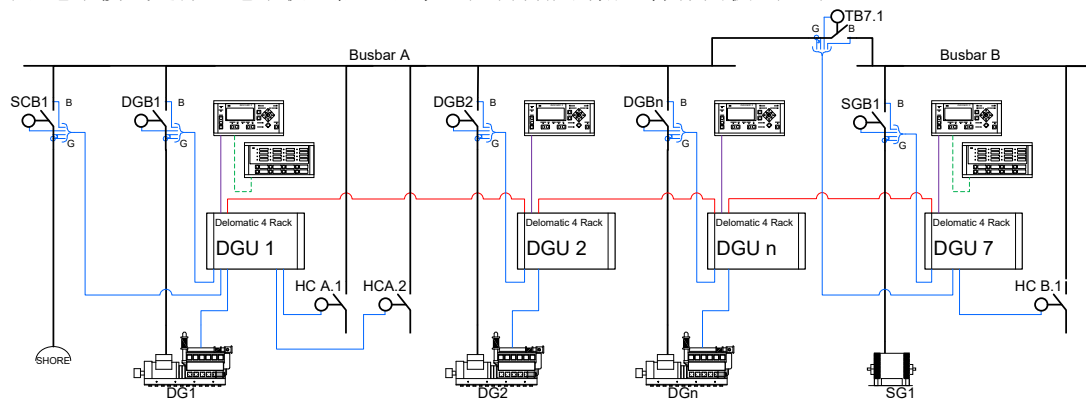 TB7.1
G
B
Busbar A
Busbar B
SCB1
B
G
DGB1
B
G
DGB2
B
G
DGBn
B
G
SGB1
B
G
Delomatic 4 Rack
DGU 1
Delomatic 4 Rack
DGU 2
Delomatic 4 Rack
DGU n
Delomatic 4 Rack
DGU 7
HC A.1
HCA.2
HC B.1
SHORE
DG1
DG2
DGn
SG1